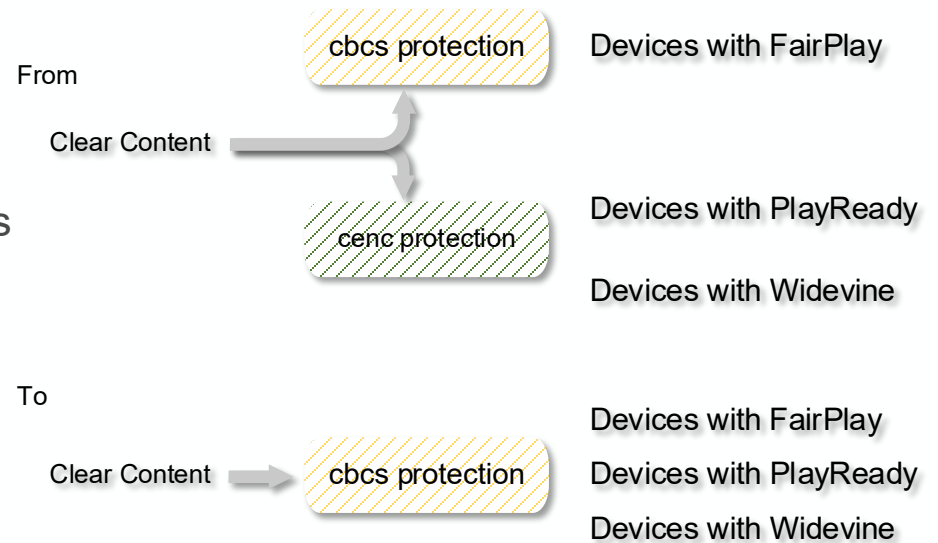 cbcs protection
Devices with FairPlay
From
Clear Content
s
cenc protection
Devices with PlayReady
Devices with Widevine
To
Clear Content
cbcs protection
Devices with FairPlay
Devices with PlayReady
Devices with Widevine